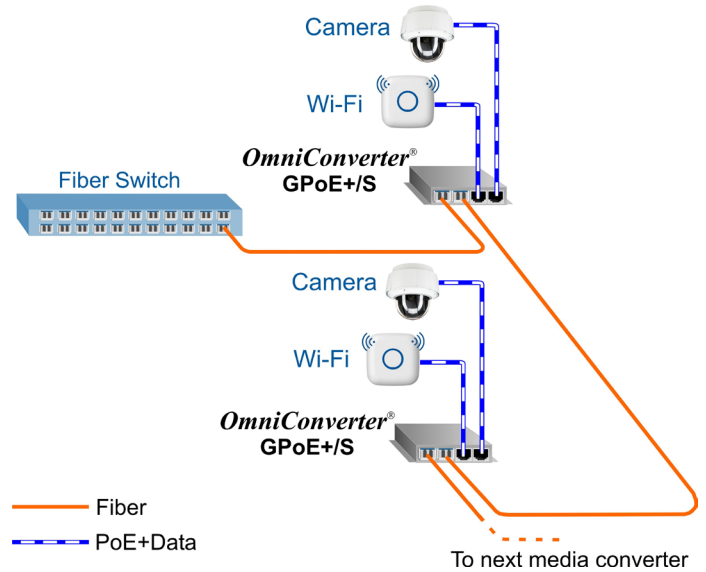 Camera
Wi-Fi
OmniConverter®
GPoE+/S
Fiber Switch
Camera
Wi-Fi
OmniConverter®
GPoE+/S
Fiber
PoE+Data
To next media converter